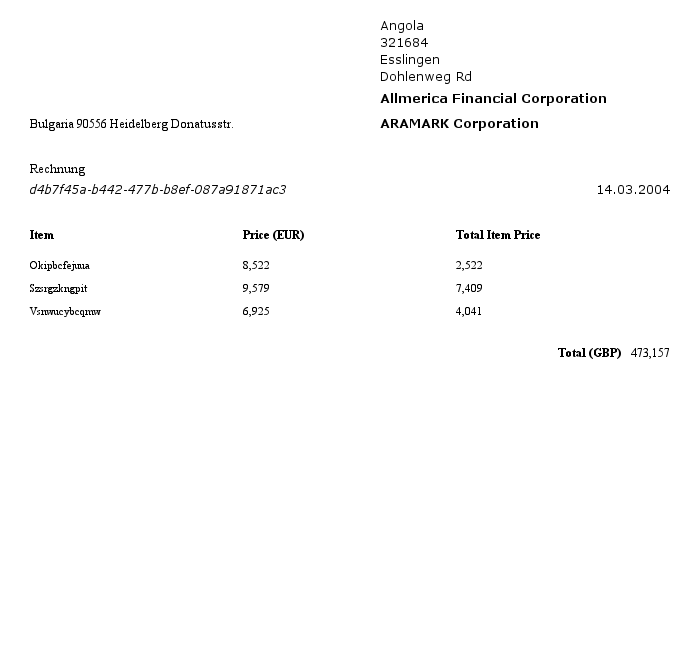 Angola
321684
Esslingen
Dohlenweg Rd
Allmerica Financial Corporation
Bulgaria 90556 Heidelberg Donatusstr. ARAMARK Corporation
Rechnung
d4b7f45a-b442-477b-b8ef-087a91871ac3 14.03.2004
Item Price (EUR) Total Item Price
Okipbcfejma 8,522 2,522
Szsrgzkngpit 9,579 7,409
Vsnwucybcqmw 6,925 4,041
Total (GBP) 473,157